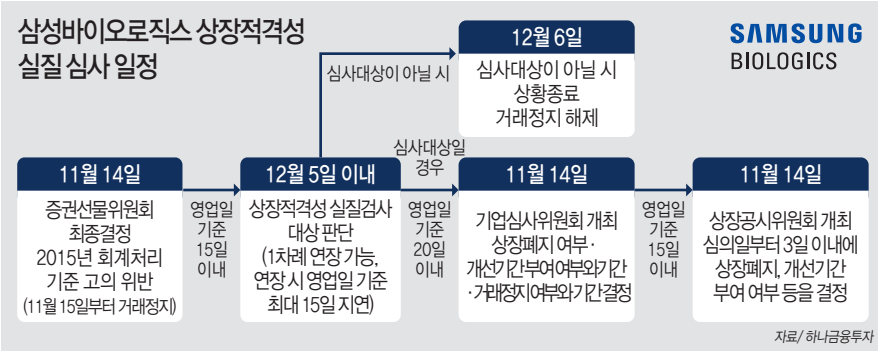 삼성바이오로직스 상장적격성
실질 심사 일정
SAMSUNG
BIOLOGICS
11월 14일
증권선물위원회
최종결정
2015년 회계처리
기준 고의 위반
(11월 15일부터 거래정지)
영업일
기준
15일
이내
12월 5일 이내
상장적격성 실질검사
대상 판단
(1차례 연장 가능,
연장 시 영업일 기준
최대 15일 지연)
심사대상이 아닐 시
12월 6일
심사대상이 아닐 시
상황종료
거래정지 해제
심사대상일
경우
영업일
기준
20일
이내
11월 14일
기업심사위원회 개최
상장폐지 여부·
개선기간 부여 여부와 기간
·거래정지 여부와 기간 결정
영업일
기준
15일
이내
11월 14일
상장공시위원회 개최
심의일부터 3일 이내에
상장폐지, 개선기간
부여 여부 등을 결정
자료/ 하나금융투자